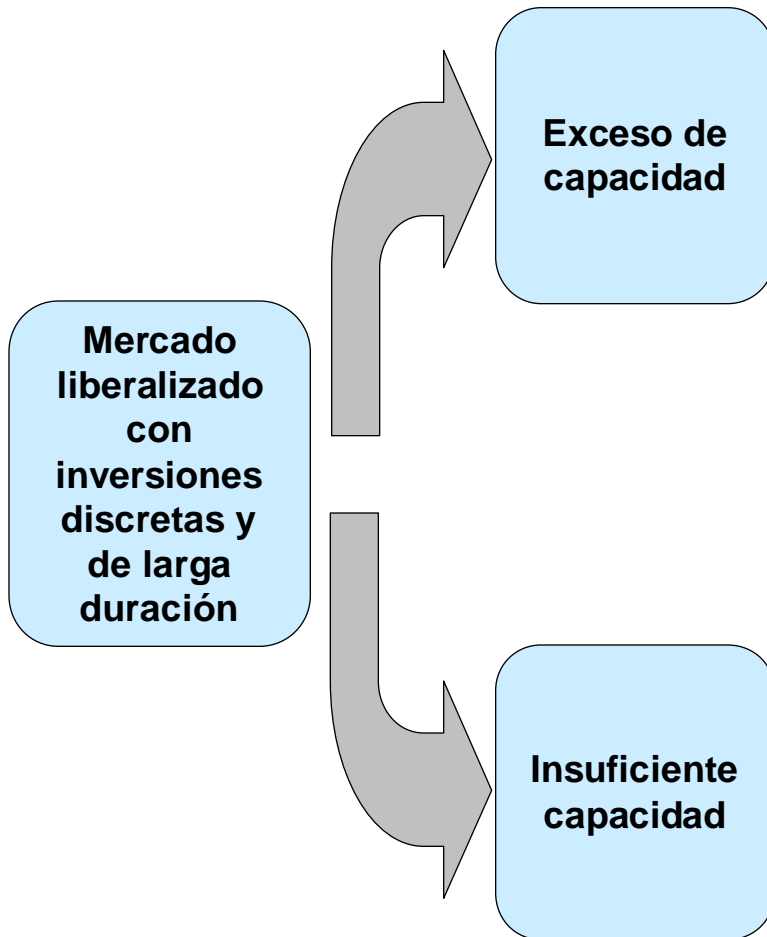 Exceso de
capacidad
Mercado
liberalizado
con
inversiones
discretas y
de larga
duración
Insuficiente
capacidad